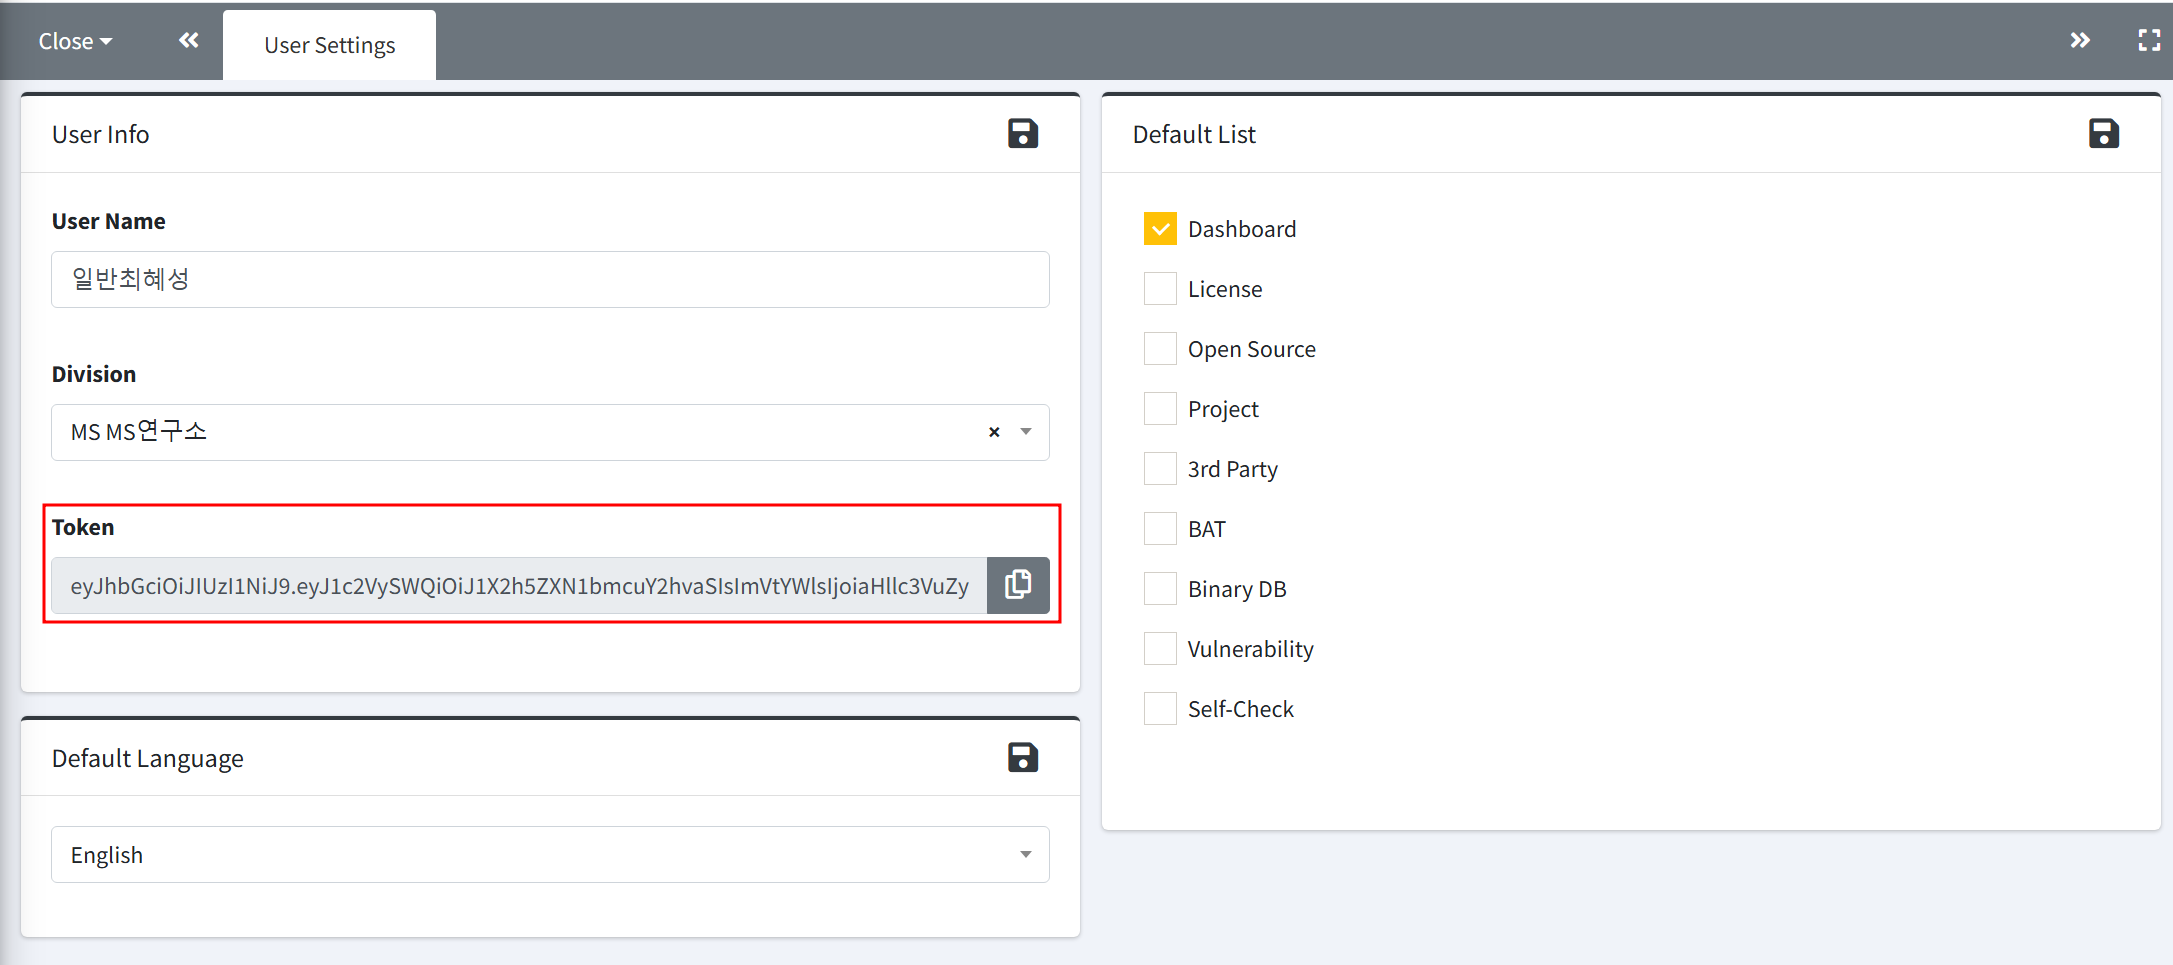 Close
User Settings
User Info
User Name
일반최혜성
Division
MS MS연구소
Token
eyJhbGciOiJIUzI1NiJ9.eyJ1c2VySWQiOiJ1X2h5ZXN1bmcuY2hvaSIsImVtYWlsIjoiaHllc3VuZy
Default Language
English
Default List
Dashboard
License
Open Source
Project
3rd Party
BAT
Binary DB
Vulnerability
Self-Check